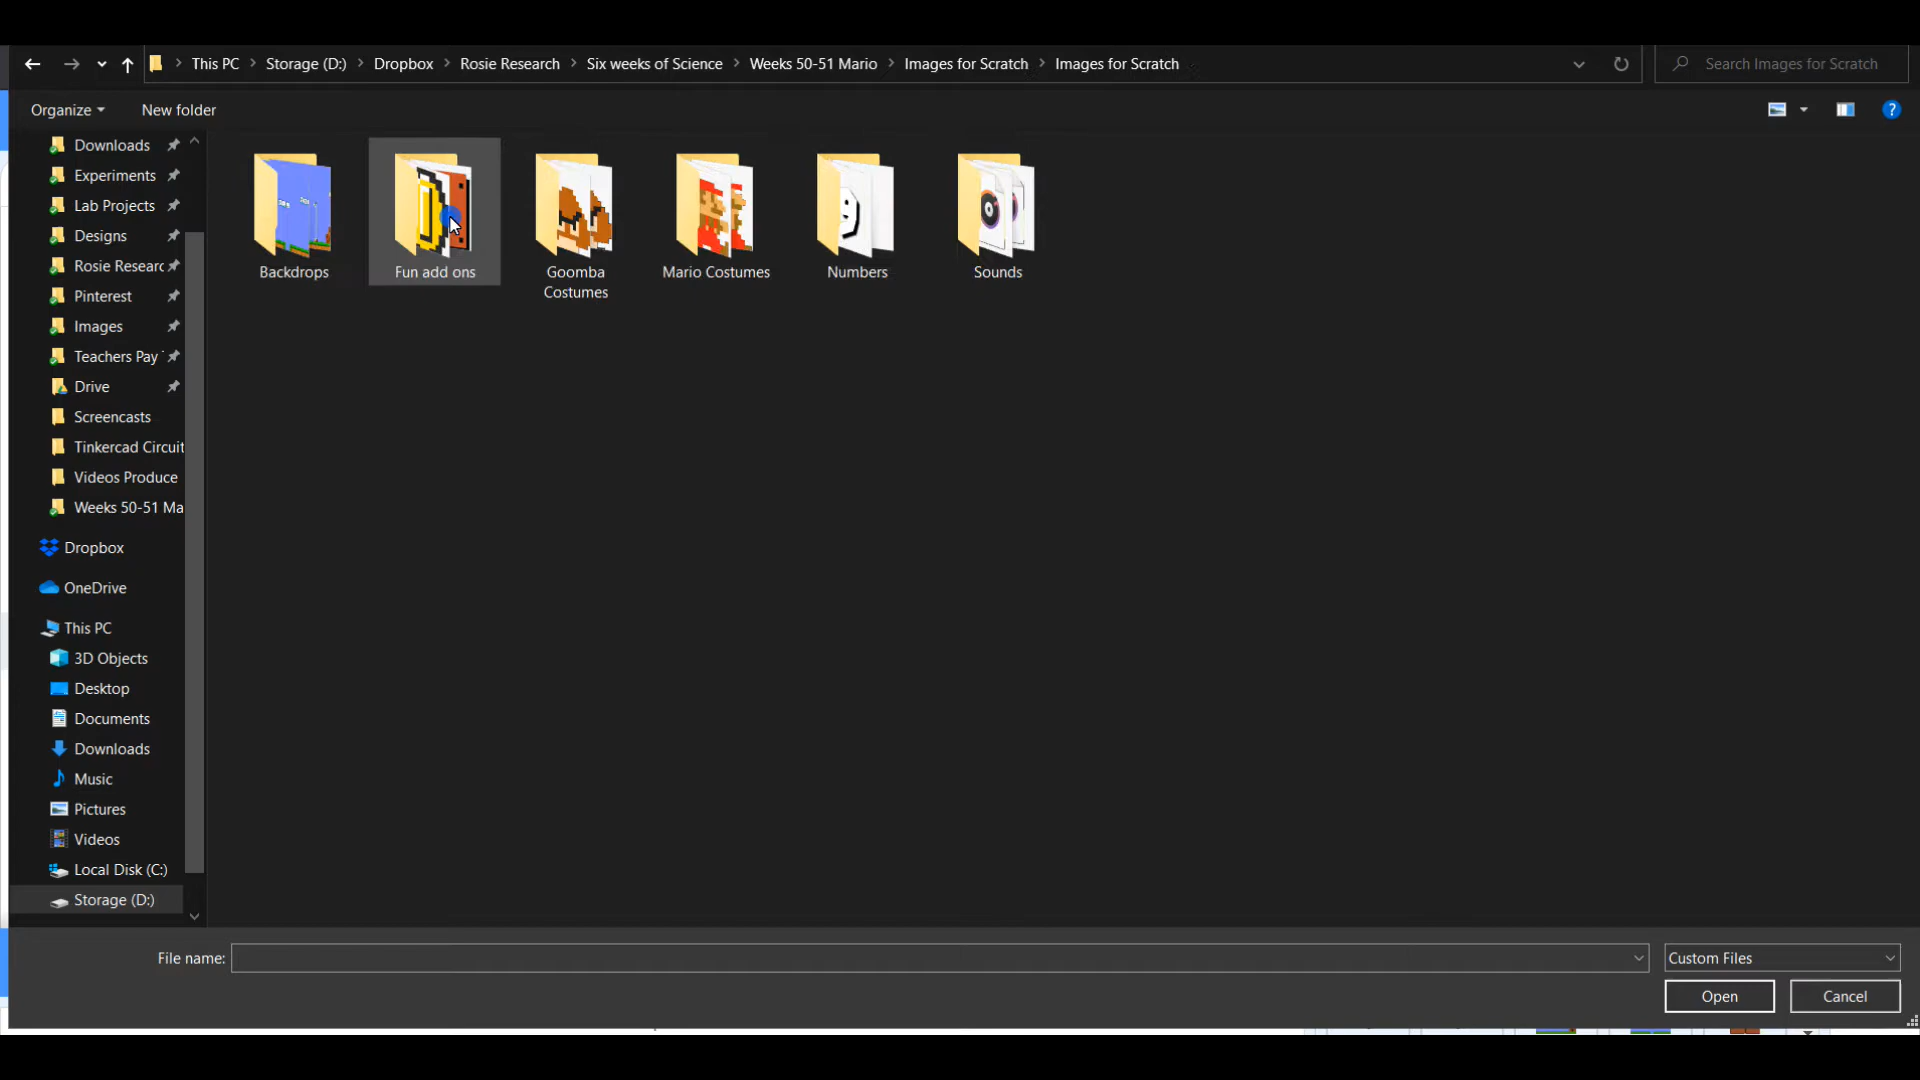 This PC Storage (D:) Dropbox Rosie Research Six weeks of Science Weeks 50-51 Mario Images for Scratch Images for Scratch
Search Images for Scratch
Organize New folder
Downloads
Experiments
Lab Projects
Designs
Rosie Researc
Pinterest
Images
Teachers Pay
Drive
Screencasts
Tinkercad Circuit
Videos Produce
Weeks 50-51 Ma
Dropbox
OneDrive
This PC
3D Objects
Desktop
Documents
Downloads
Music
Pictures
Videos
Local Disk (C:)
Storage (D:)
Backdrops
Fun add ons
Goomba
Costumes
Mario Costumes
Numbers
Sounds
File name:
Custom Files
Open Cancel